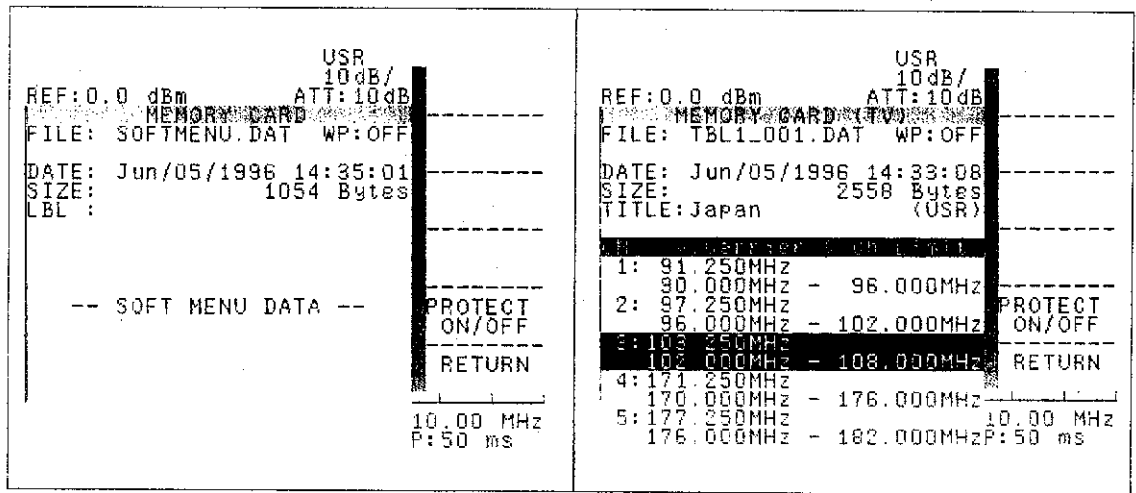 USR
10dB/
REF:0.0 dBm ATT:10dB
MEMORY CARD
FILE: SOFTMENU.DAT WP:OFF
DATE: Jun/05/1996 14:35:01
SIZE: 1054 Bytes
LBL :
-- SOFT MENU DATA --
PROTECT
ON/OFF
RETURN
10.00 MHz
P:50 ms
USR
10dB/
REF:0.0 dBm ATT:10dB
MEMORY CARD (TV)
FILE: TBL1_001.DAT WP:OFF
DATE: Jun/05/1996 14:33:08
SIZE: 2558 Bytes
TITLE:Japan (USR)
ch limit
1: 91.250MHz
90.000MHz - 96.000MHz
2: 97.250MHz
96.000MHz - 102.000MHz
3:103.250MHz
102.000MHz - 108.000MHz
4:171.250MHz
170.000MHz - 176.000MHz
5:177.250MHz
176.000MHz - 182.000MHz
PROTECT
ON/OFF
RETURN
10.00 MHz
P:50 ms